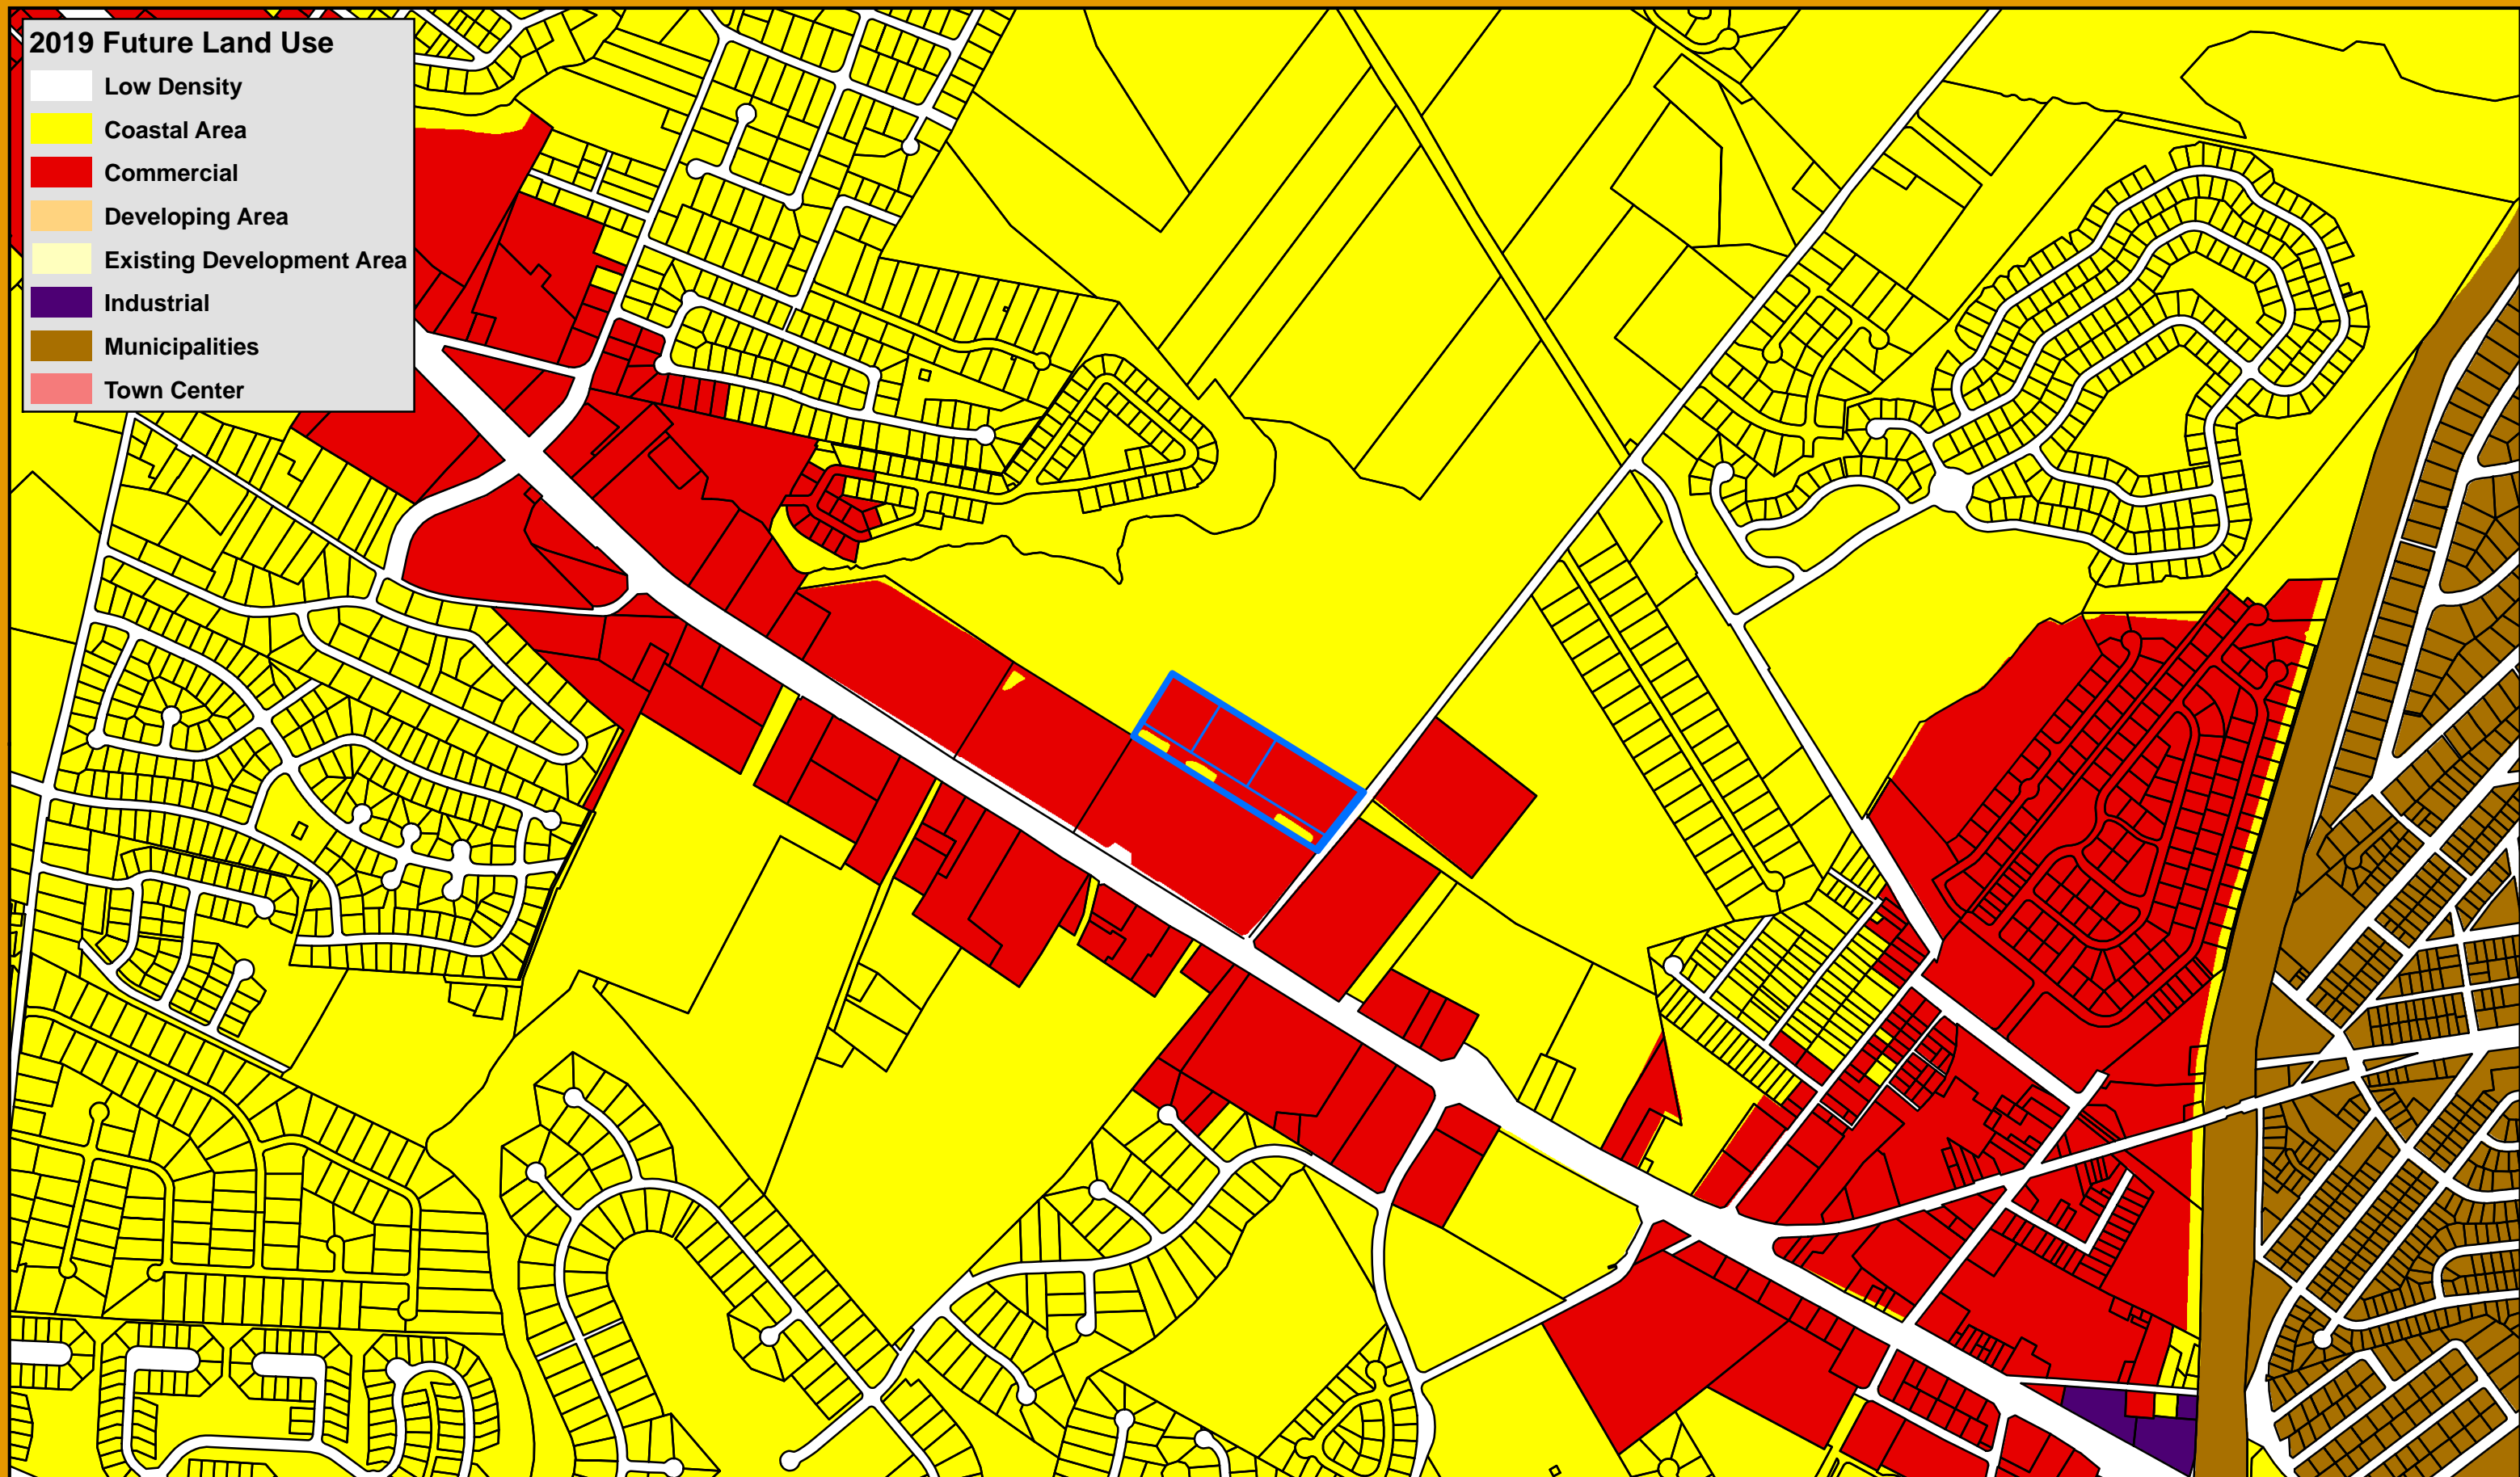 2019 Future Land Use
Low Density
Coastal Area
Commercial
Developing Area
Existing Development Area
Industrial
Municipalities
Town Center